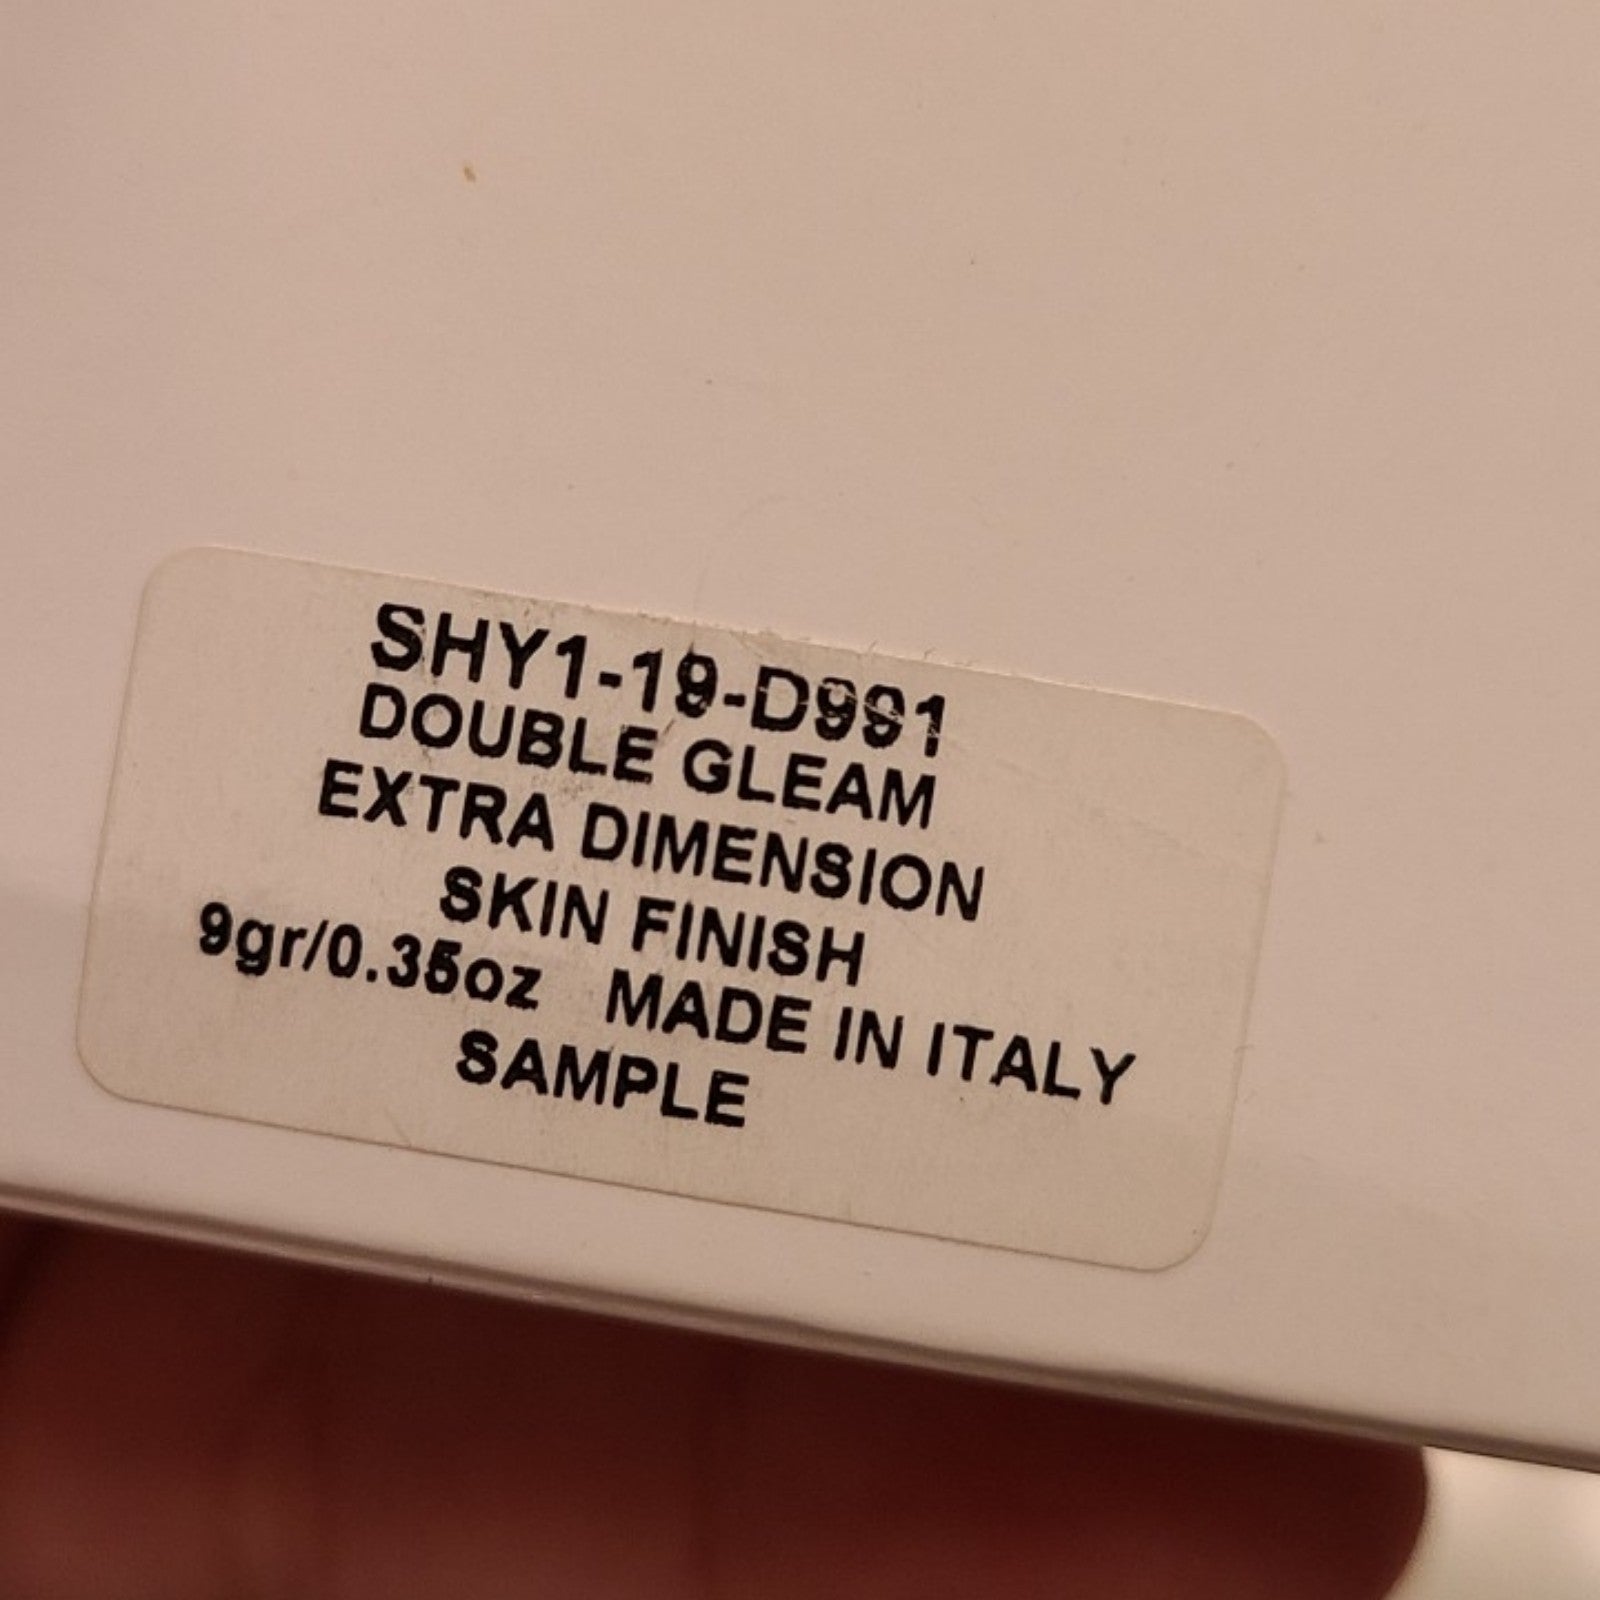 SHY1-19-D991
DOUBLE GLEAM
EXTRA DIMENSION
SKIN FINISH
9gr/0.35oz MADE IN ITALY
SAMPLE